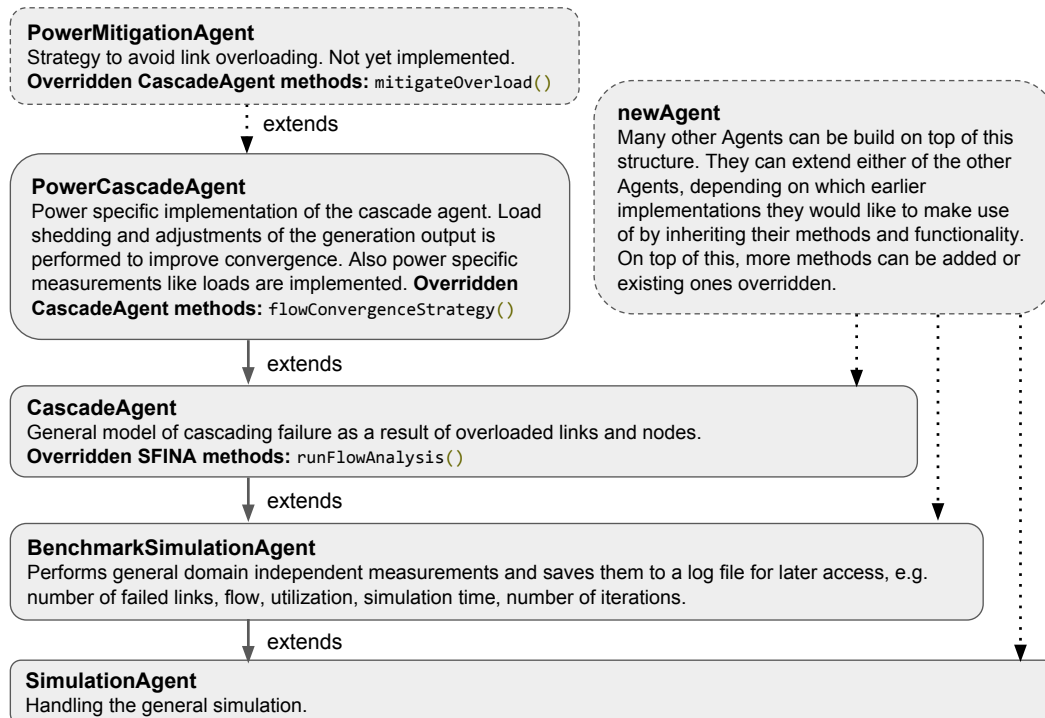 PowerMitigationAgent
Strategy to avoid link overloading. Not yet implemented.
Overridden CascadeAgent methods: mitigateOverload()
extends
newAgent
Many other Agents can be build on top of this
structure. They can extend either of the other
Agents, depending on which earlier
implementations they would like to make use
of by inheriting their methods and functionality.
On top of this, more methods can be added or
existing ones overridden.
PowerCascadeAgent
Power specific implementation of the cascade agent. Load
shedding and adjustments of the generation output is
performed to improve convergence. Also power specific
measurements like loads are implemented. Overridden
CascadeAgent methods: flowConvergenceStrategy()
extends
CascadeAgent
General model of cascading failure as a result of overloaded links and nodes.
Overridden SFINA methods: runFlowAnalysis()
extends
BenchmarkSimulationAgent
Performs general domain independent measurements and saves them to a log file for later access, e.g.
number of failed links, flow, utilization, simulation time, number of iterations.
extends
SimulationAgent
Handling the general simulation.